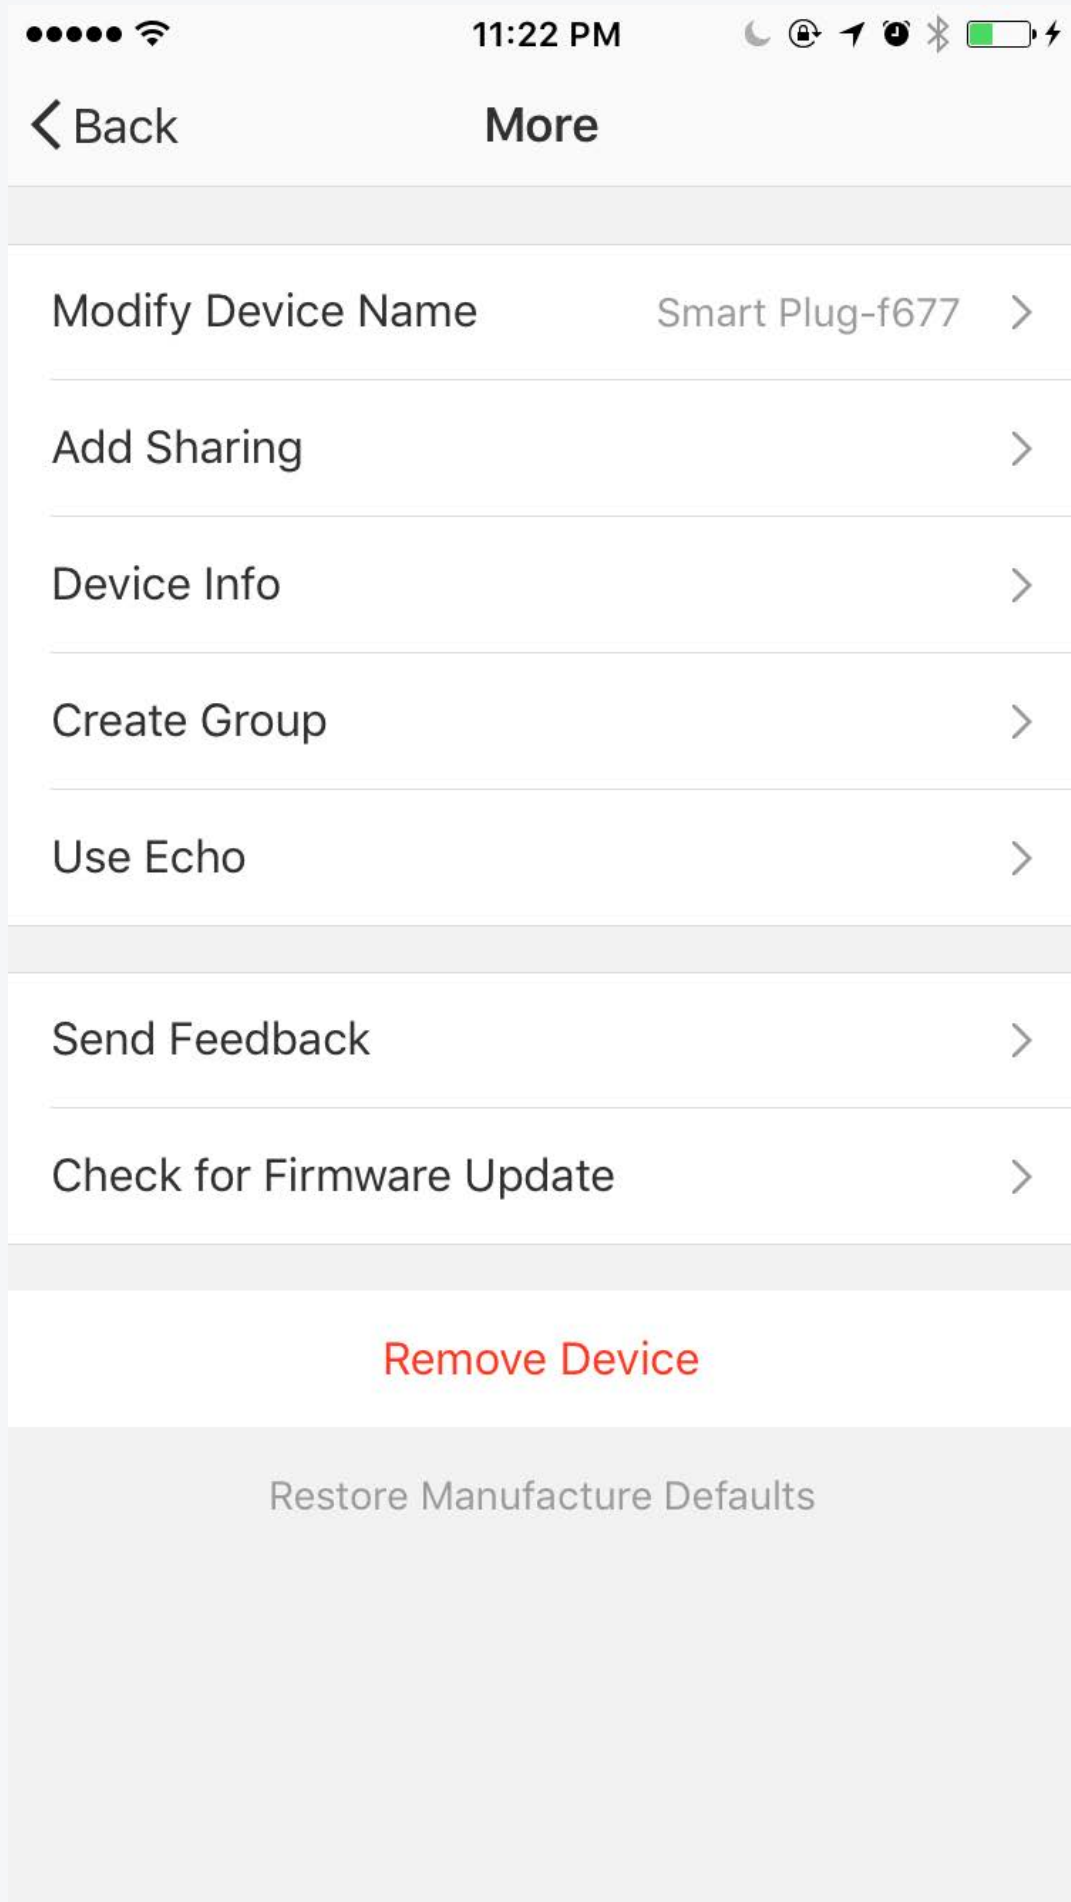 11:22 PM
Back
More
Modify Device Name Smart Plug-f677
Add Sharing
Device Info
Create Group
Use Echo
Send Feedback
Check for Firmware Update
Remove Device
Restore Manufacture Defaults